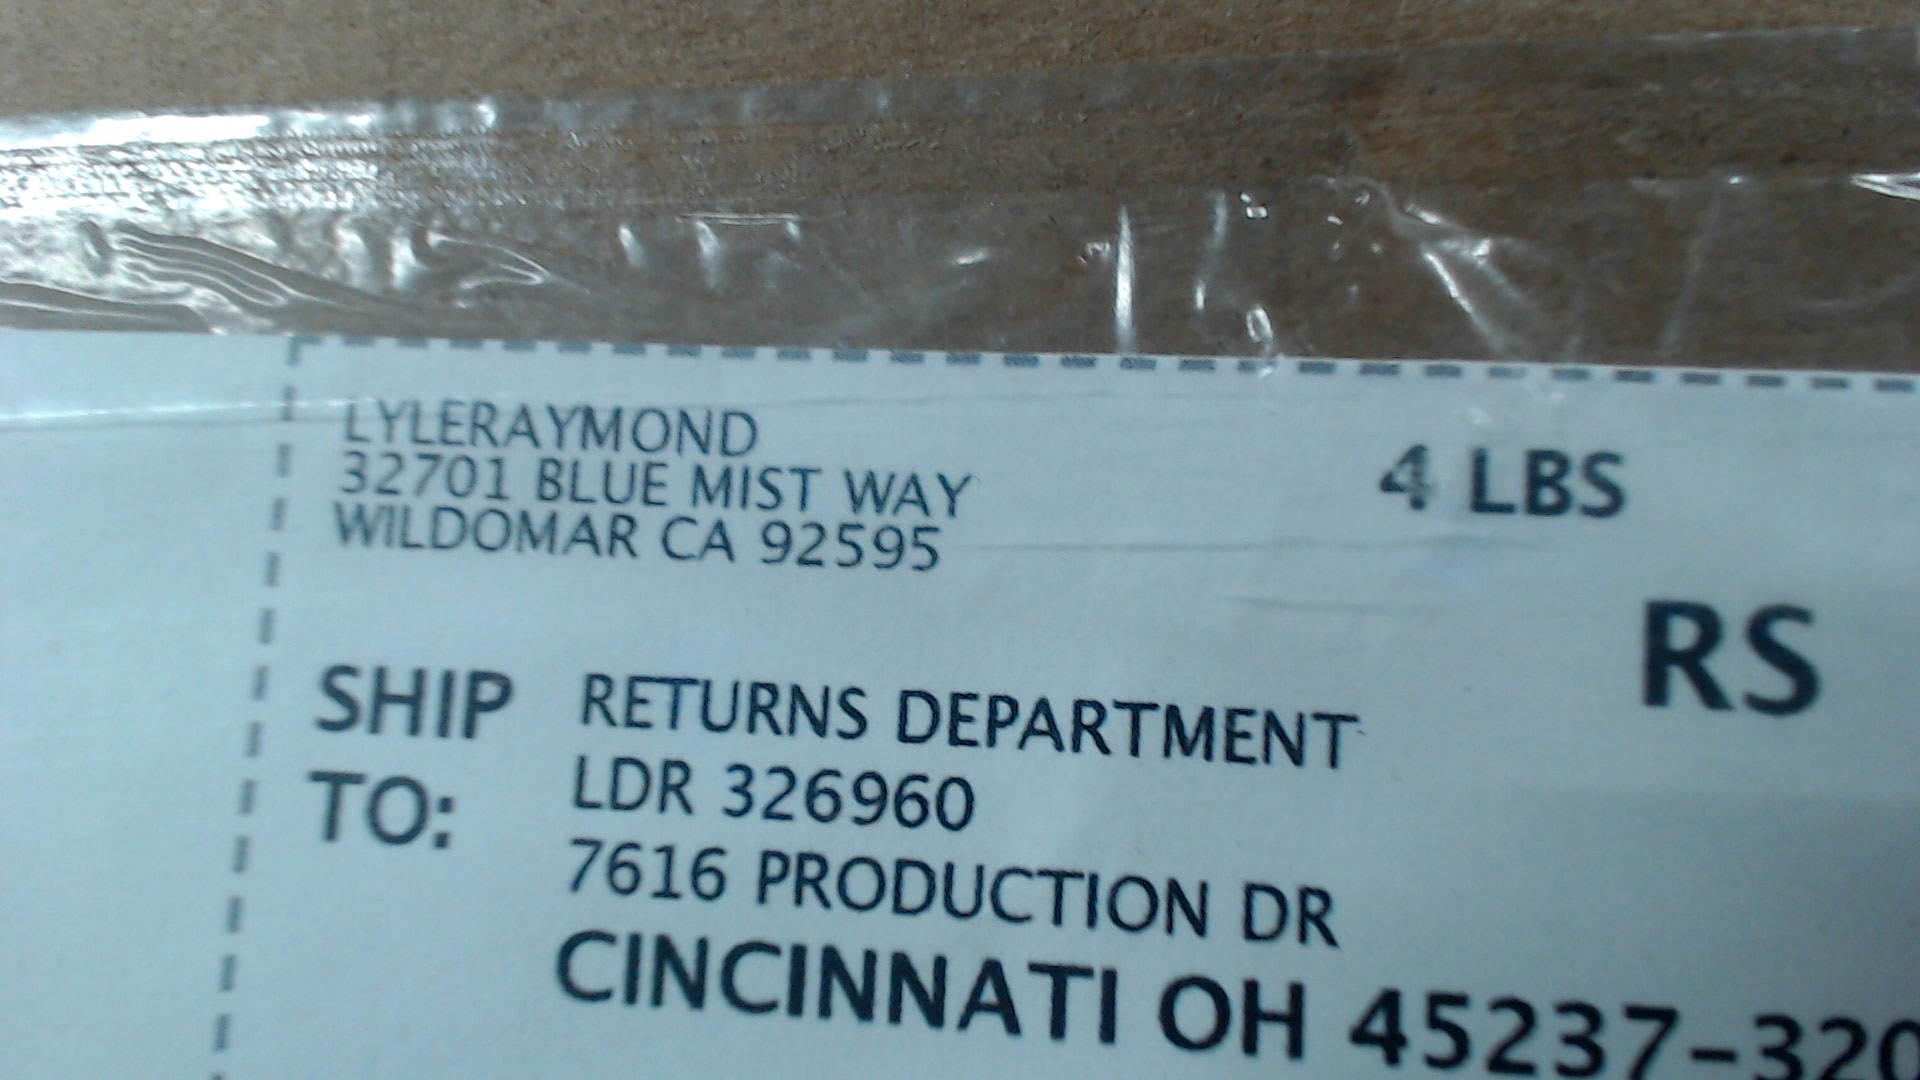 LYLERAYMOND
32701 BLUE MIST WAY
WILDOMAR CA 92595
4 LBS
RS
SHIP TO:
RETURNS DEPARTMENT
LDR 326960
7616 PRODUCTION DR
CINCINNATI OH 45237-320